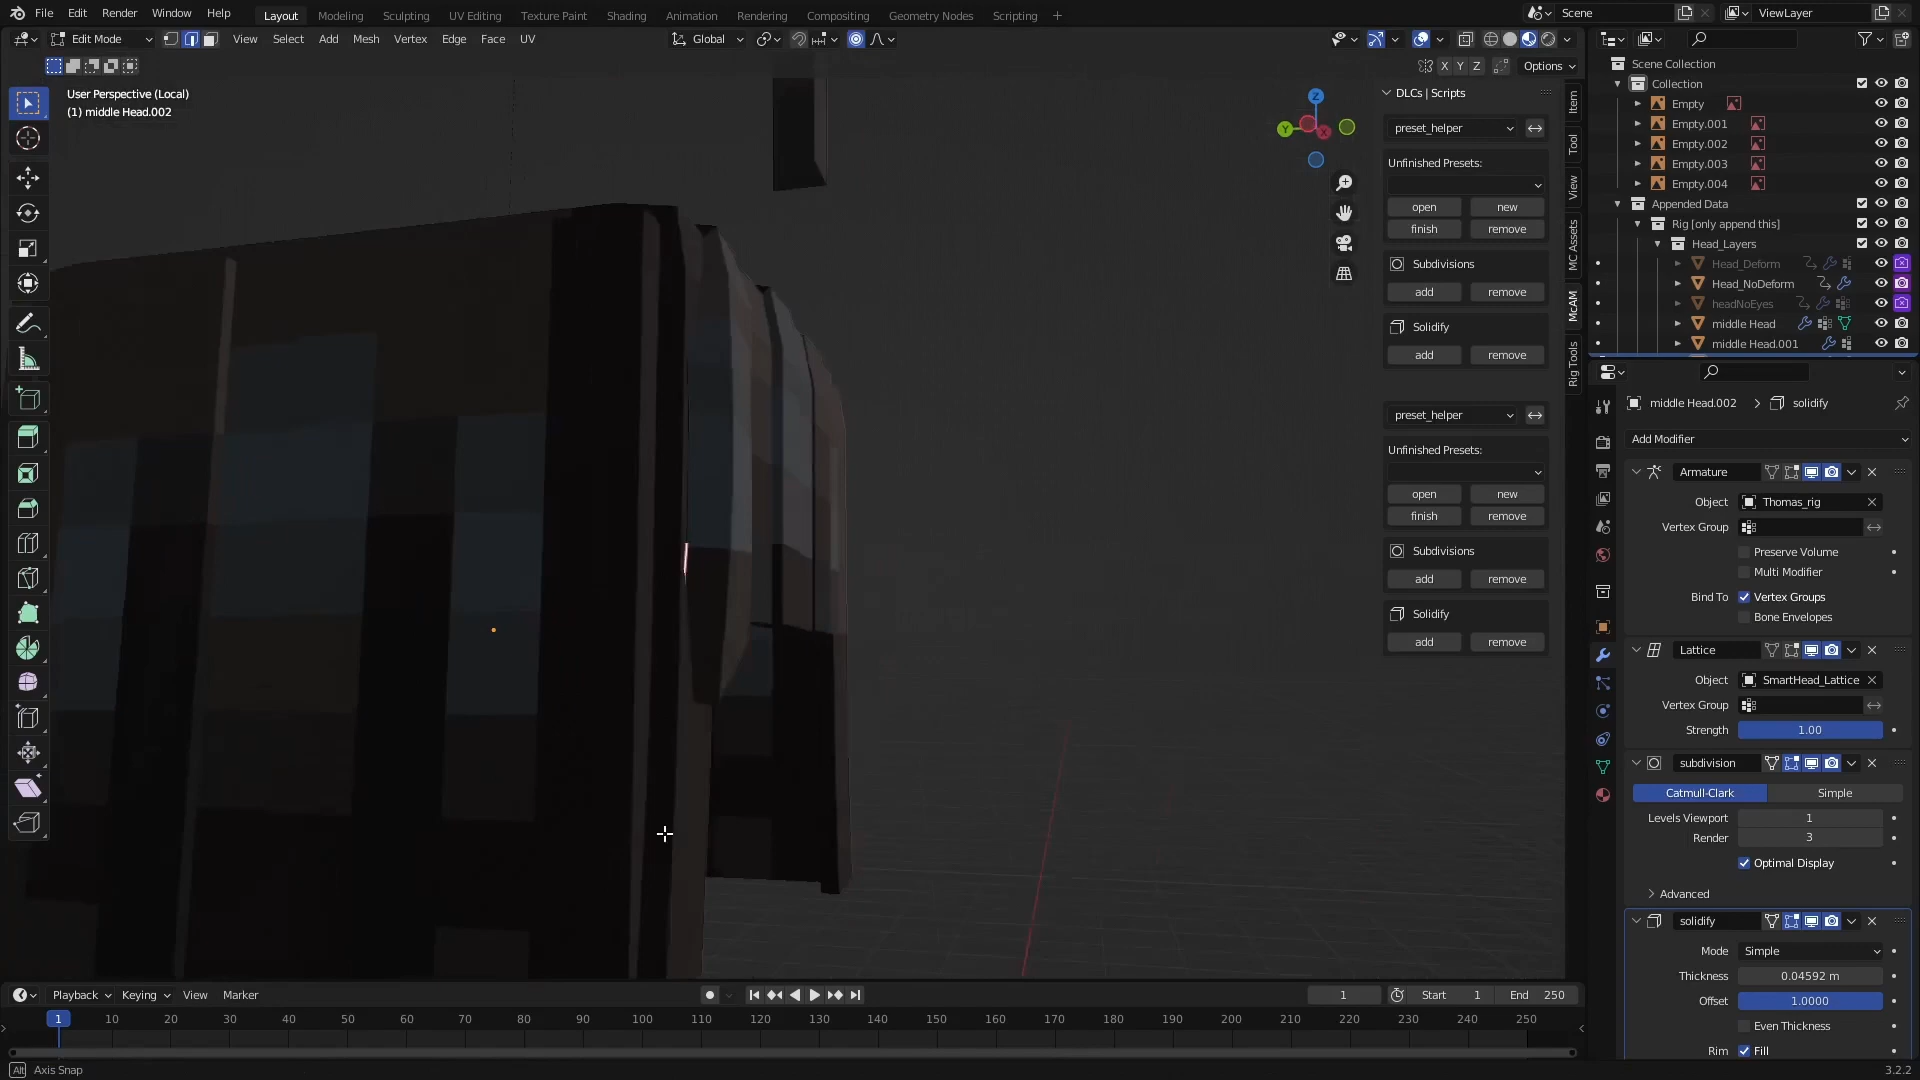 File Edit Render Window Help
Layout Modeling Sculpting UV Editing Texture Paint Shading Animation Rendering Compositing Geometry Nodes Scripting +
Scene
ViewLayer
Edit Mode View Select Add Mesh Vertex Edge Face UV
Global
X Y Z Options
User Perspective (Local)
(1) middle Head.002
Z
Y
X
DLCs | Scripts
preset_helper
Unfinished Presets:
open new
finish remove
Subdivisions
add remove
Solidify
add remove
preset_helper
Unfinished Presets:
open new
finish remove
Subdivisions
add remove
Solidify
add remove
Item
Tool
View
MC Assets
McAM
Rig Tools
Scene Collection
Collection
Empty
Empty.001
Empty.002
Empty.003
Empty.004
Appended Data
Rig [only append this]
Head_Layers
Head_Deform
Head_NoDeform
headNoEyes
middle Head
middle Head.001
middle Head.002 > solidify
Add Modifier
Armature
Object Thomas_rig
Vertex Group
Preserve Volume
Multi Modifier
Bind To Vertex Groups
Bone Envelopes
Lattice
Object SmartHead_Lattice
Vertex Group
Strength 1.00
subdivision
Catmull-Clark Simple
Levels Viewport 1
Render 3
Optimal Display
Advanced
solidify
Mode Simple
Thickness 0.04592 m
Offset 1.0000
Even Thickness
Rim Fill
Playback Keying View Marker
1 Start 1 End 250
1 10 20 30 40 50 60 70 80 90 100 110 120 130 140 150 160 170 180 190 200 210 220 230 240 250
Alt Axis Snap
3.2.2